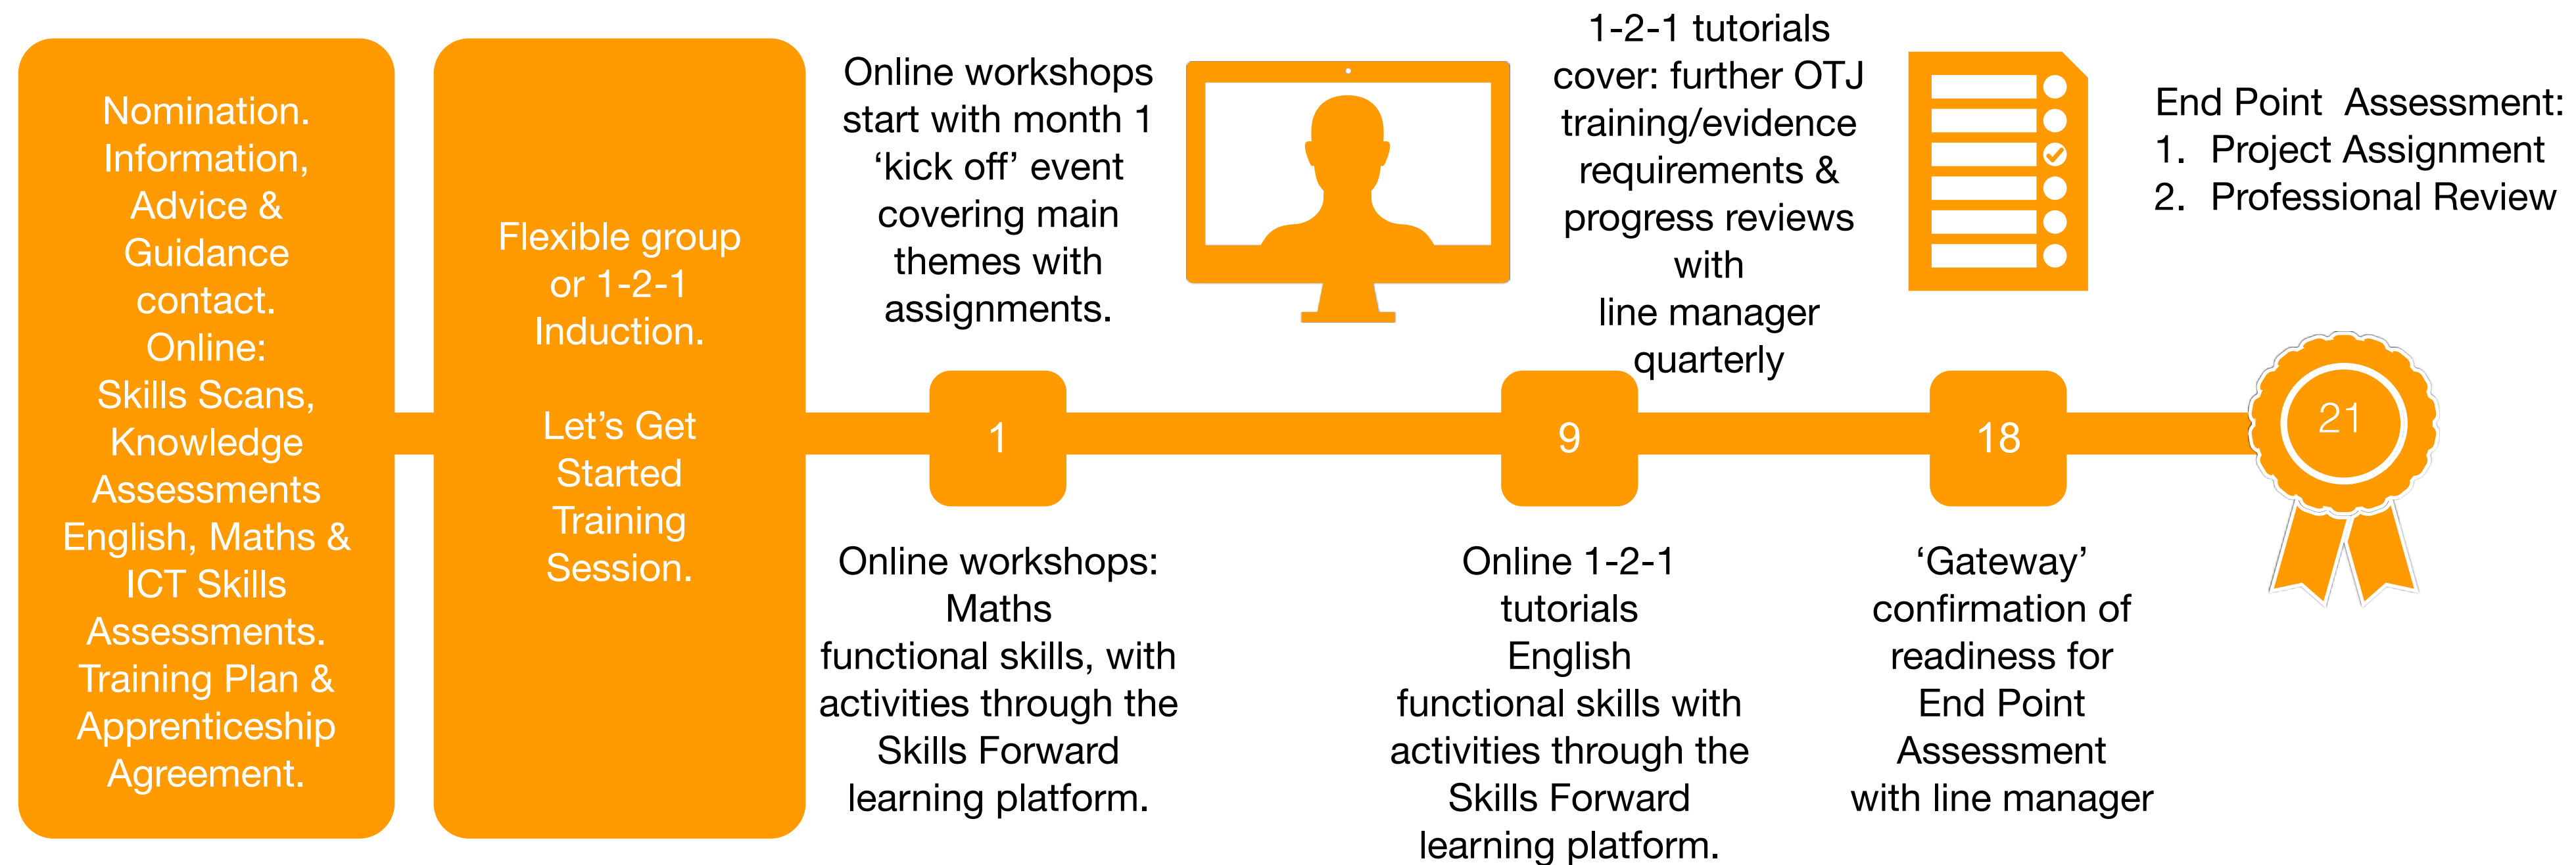 Nomination.
Information,
Advice &
Guidance
contact.
Online:
Skills Scans,
Knowledge
Assessments
English, Maths &
ICT Skills
Assessments.
Training Plan &
Apprenticeship
Agreement.
Flexible group
or 1-2-1
Induction.
Let’s Get
Started
Training
Session.
Online workshops
start with month 1
‘kick off’ event
covering main
themes with
assignments.
1
Online workshops:
Maths
functional skills, with
activities through the
Skills Forward
learning platform.
1-2-1 tutorials
cover: further OTJ
training/evidence
requirements &
progress reviews
with
line manager
quarterly
9
Online 1-2-1
tutorials
English
functional skills with
activities through the
Skills Forward
learning platform.
18
‘Gateway’
confirmation of
readiness for
End Point
Assessment
with line manager
End Point Assessment:
1. Project Assignment
2. Professional Review
21